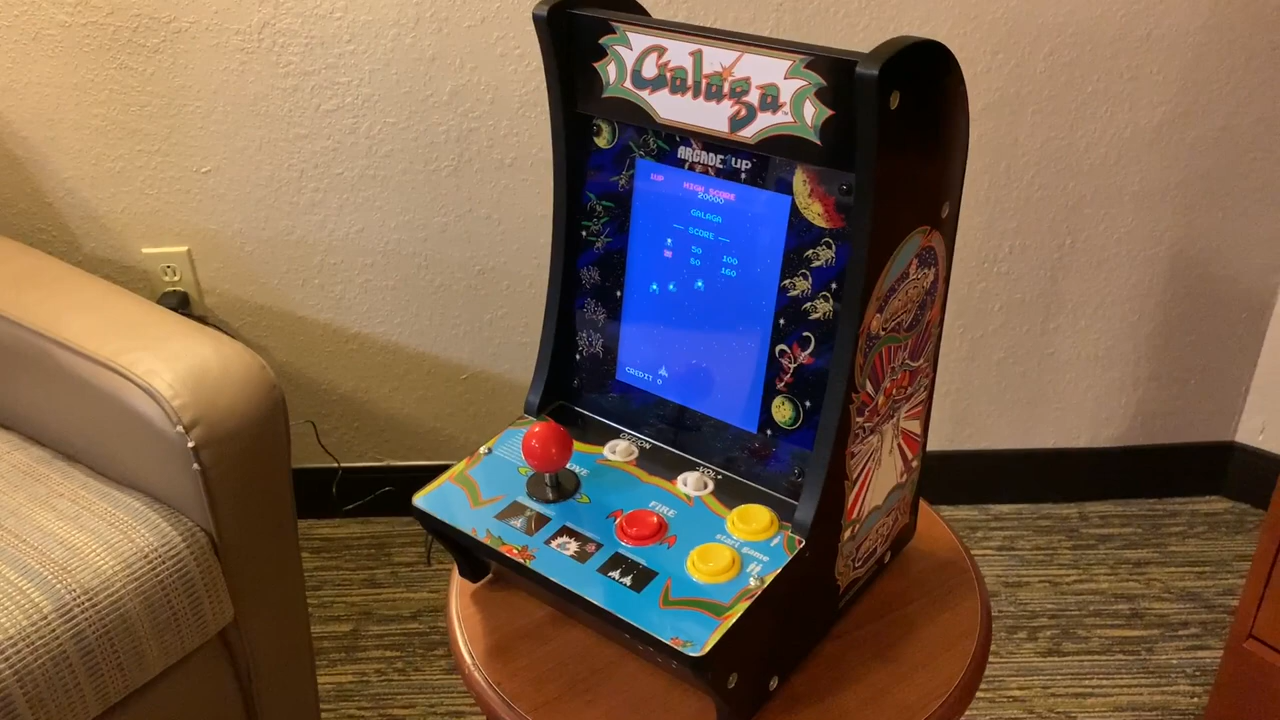 Galaga
ARCADE1UP
1UP HIGH SCORE
20000
GALAGA
— SCORE —
50 100
80 160
CREDIT 0
OFF/ON
-VOL+
MOVE
FIRE
start game